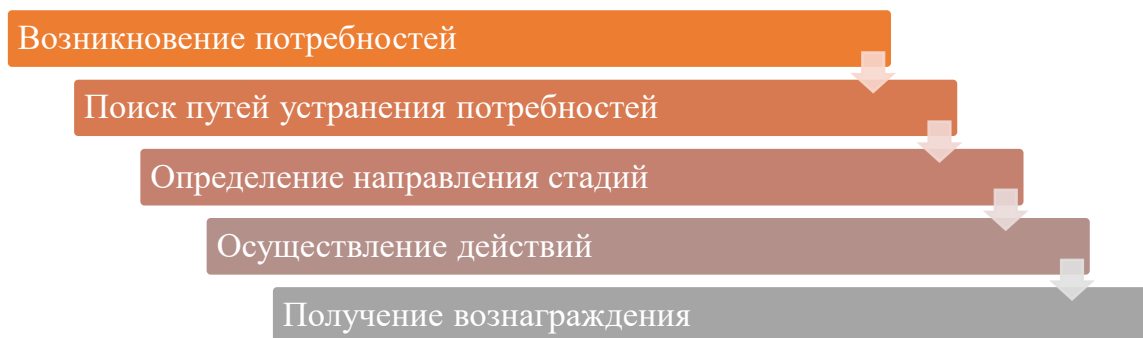 Возникновение потребностей
Поиск путей устранения потребностей
Определение направления стадий
Осуществление действий
Получение вознаграждения